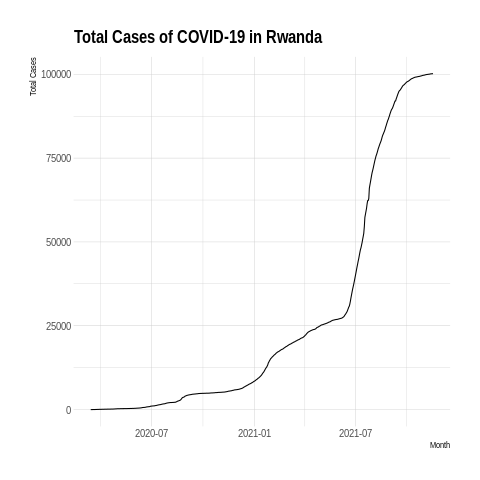 Total Cases of COVID-19 in Rwanda
Total Cases
100000
75000
50000
25000
0
2020-07
2021-01
2021-07
Month